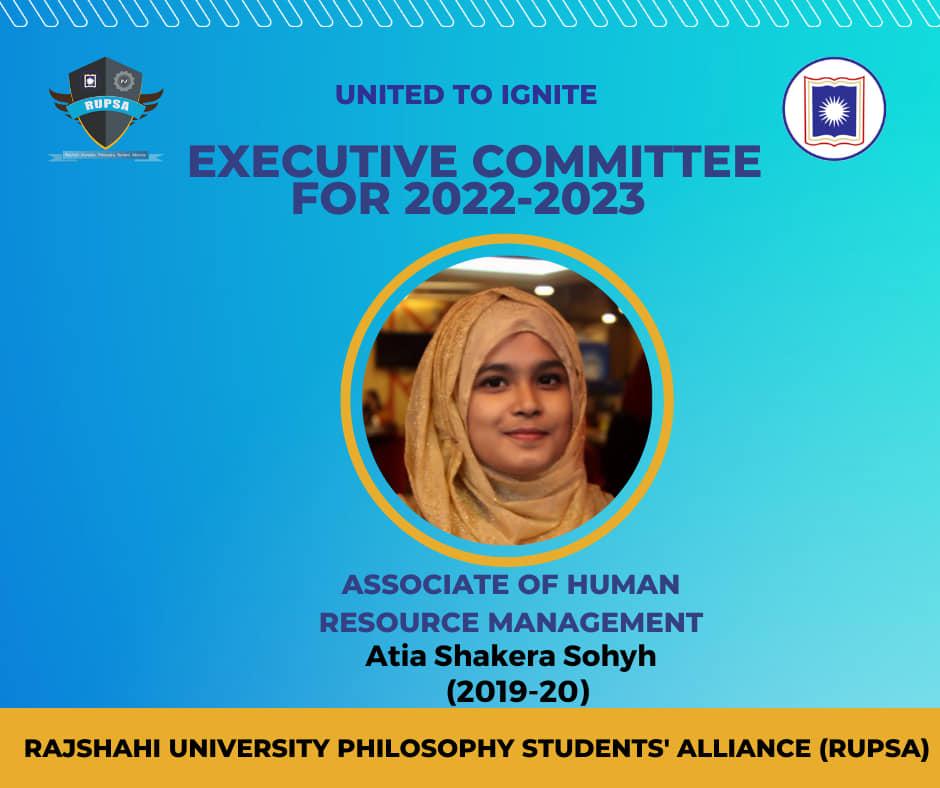 RUPSA
UNITED TO IGNITE
EXECUTIVE COMMITTEE
FOR 2022-2023
ASSOCIATE OF HUMAN
RESOURCE MANAGEMENT
Atia Shakera Sohyh
(2019-20)
RAJSHAHI UNIVERSITY PHILOSOPHY STUDENTS' ALLIANCE (RUPSA)